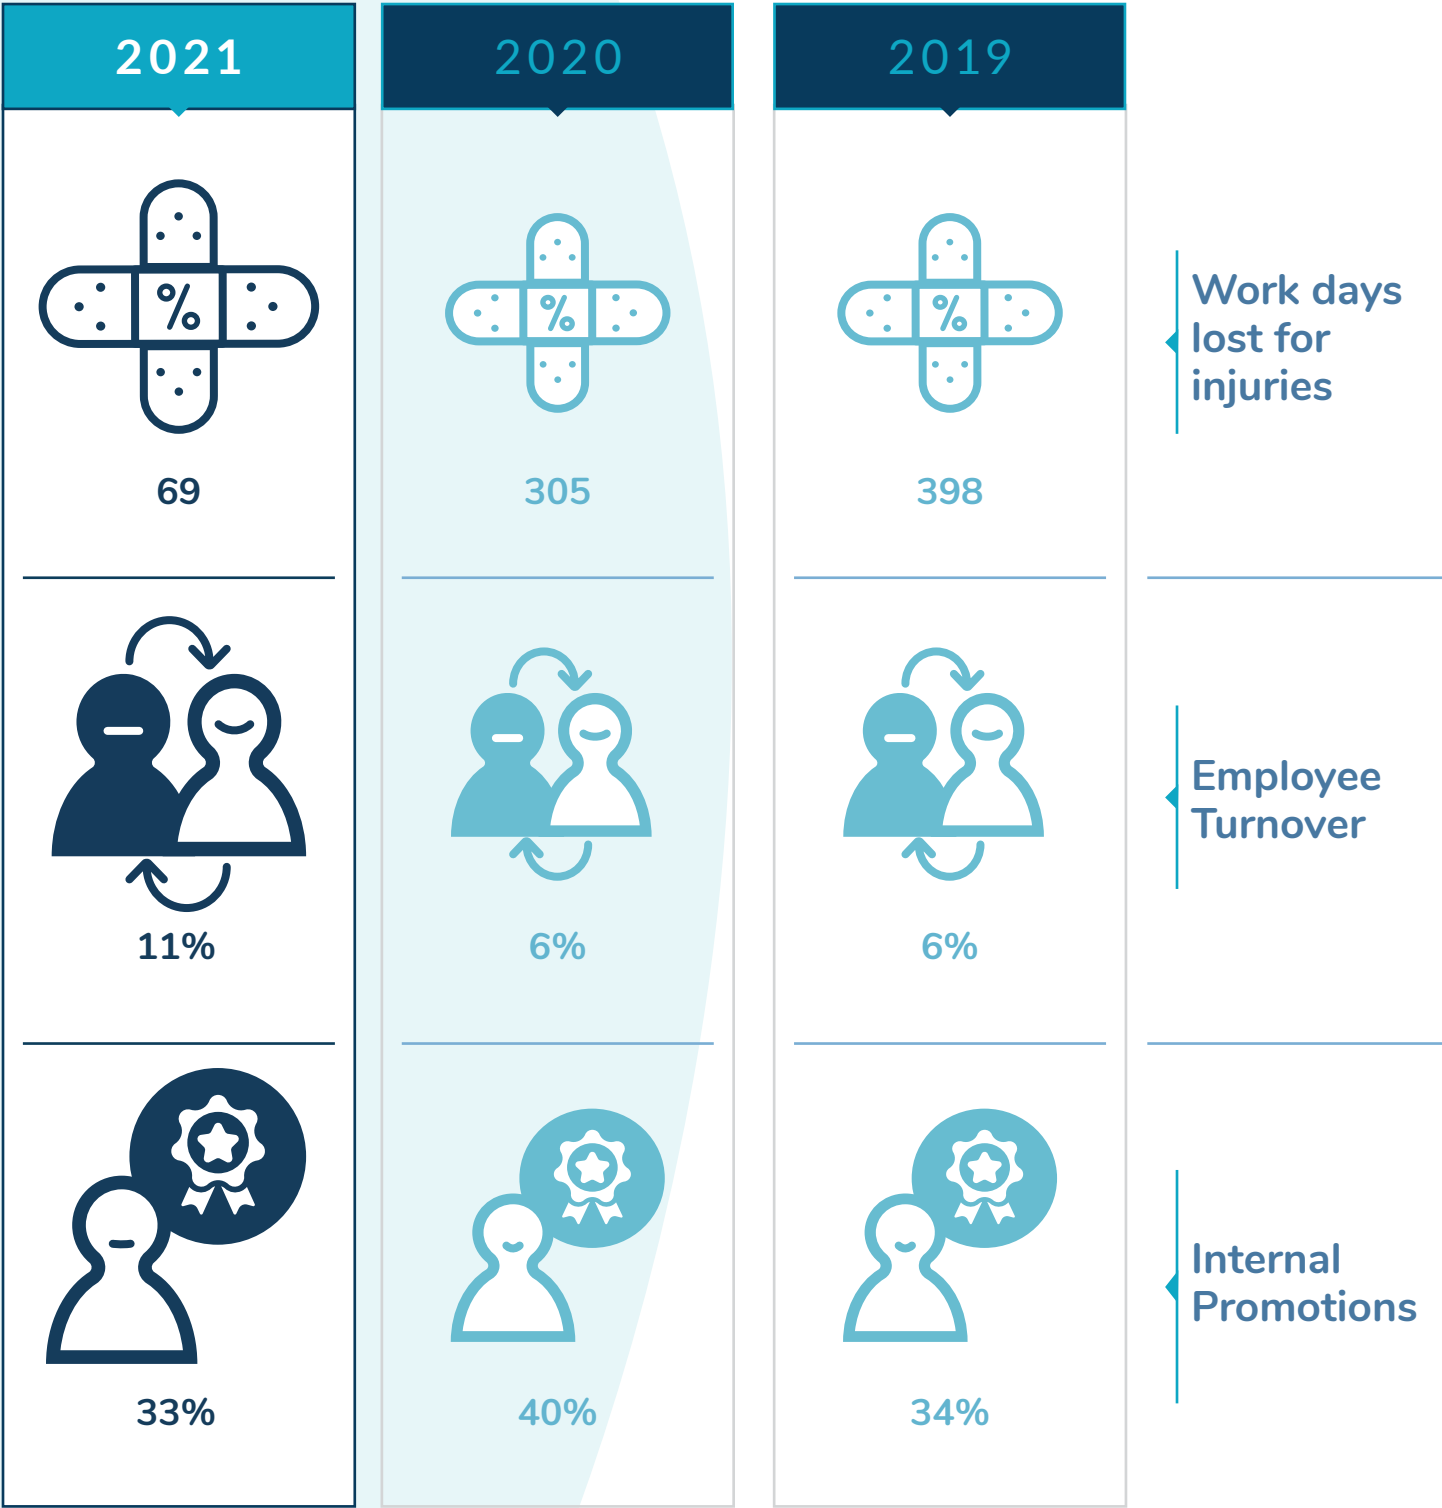 2021
2020
2019
%
%
%
Work days
lost for
injuries
69
305
398
Employee
Turnover
11%
6%
6%
Internal
Promotions
33%
40%
34%